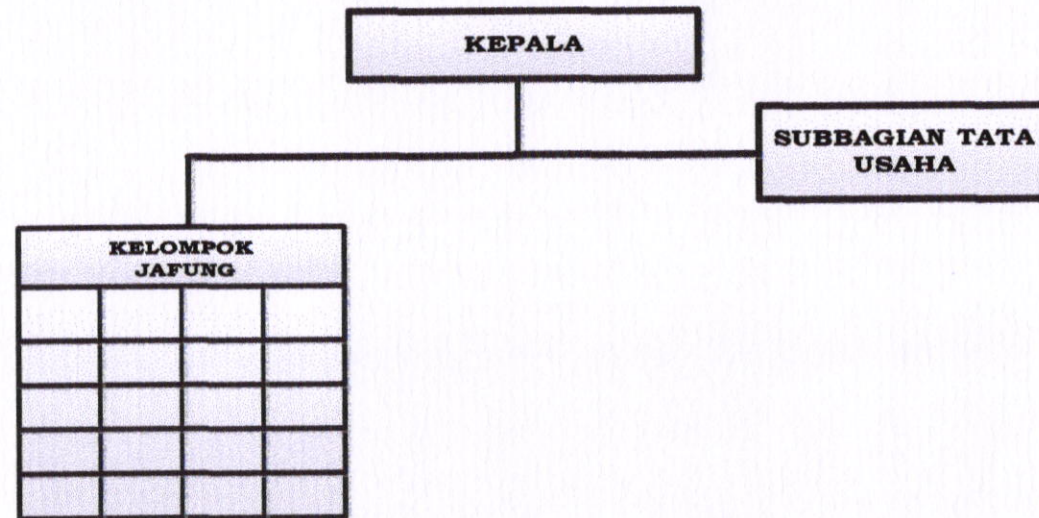 KEPALA
SUBBAGIAN TATA
USAHA
KELOMPOK
JAFUNG